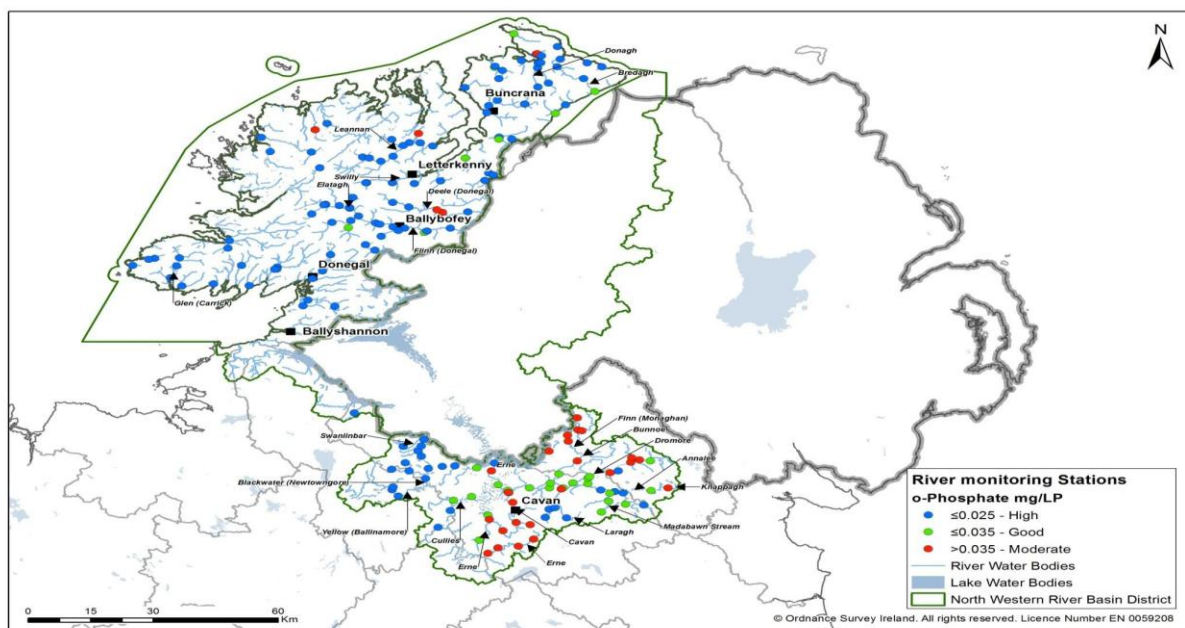 N
Donagh
Bredagh
Buncrana
Leannan
Letterkenny
Swilly
Elatagh
Deele (Donegal)
Ballybofey
Flinn (Donegal)
Donegal
Glen (Carrick)
Ballyshannon
Finn (Monaghan)
Bunnoe
Dromore
Swanlinbar
Annalee
Erne
Blackwater (Newtowngore)
Knappagh
Cavan
Yellow (Ballinamore)
Madabawn Stream
Cullies
Laragh
Cavan
Erne
Erne
River monitoring Stations
o-Phosphate mg/LP
≤0.025 - High
≤0.035 - Good
>0.035 - Moderate
River Water Bodies
Lake Water Bodies
North Western River Basin District
0 15 30 60
Km
© Ordnance Survey Ireland. All rights reserved. Licence Number EN 0059208